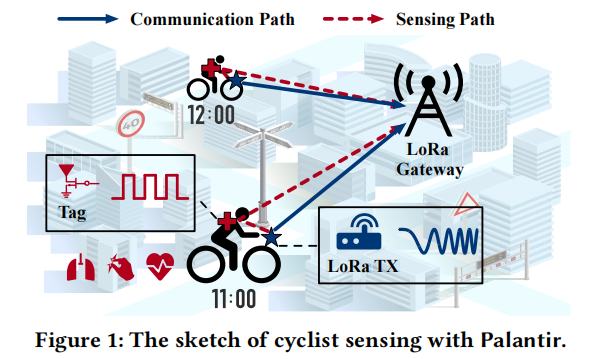 Communication Path
Sensing Path
12:00
40
LoRa
Gateway
Tag
LoRa TX
11:00
Figure 1: The sketch of cyclist sensing with Palantir.